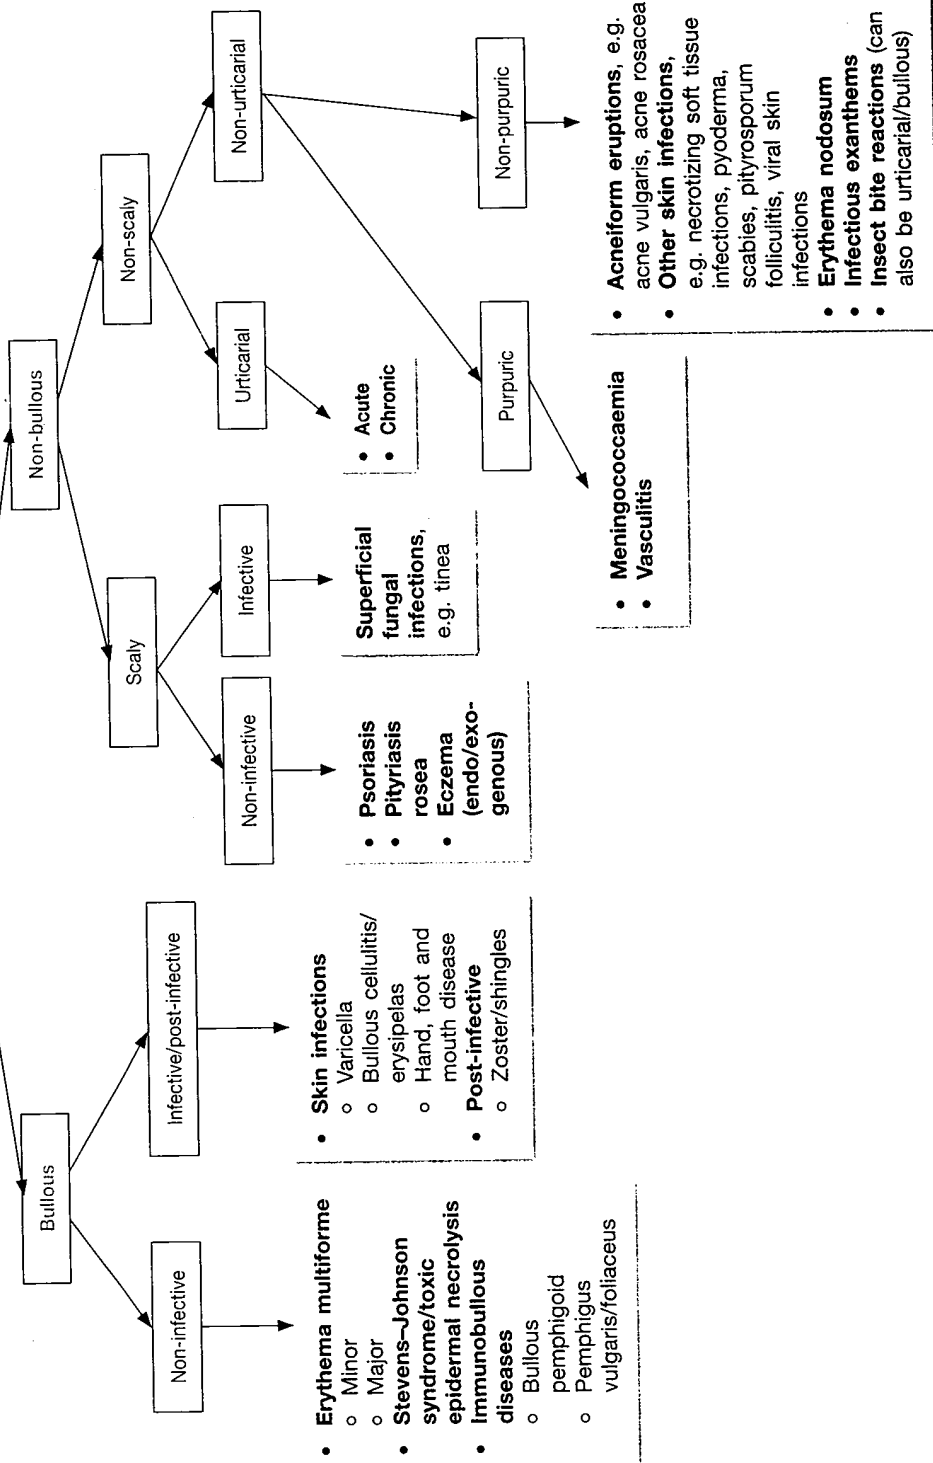 Bullous
Non-bullous
Non-infective
Infective/post-infective
Scaly
Non-scaly
Non-infective
Infective
Urticarial
Non-urticarial
Purpuric
Non-purpuric
• Erythema multiforme
○ Minor
○ Major
• Stevens–Johnson
syndrome/toxic
epidermal necrolysis
• Immunobullous
diseases
○ Bullous
pemphigoid
○ Pemphigus
vulgaris/foliaceus
• Skin infections
○ Varicella
○ Bullous cellulitis/
erysipelas
○ Hand, foot and
mouth disease
• Post-infective
○ Zoster/shingles
• Psoriasis
• Pityriasis
rosea
• Eczema
(endo/exo-
genous)
Superficial
fungal
infections,
e.g. tinea
• Acute
• Chronic
• Meningococcaemia
• Vasculitis
• Acneiform eruptions, e.g.
acne vulgaris, acne rosacea
• Other skin infections,
e.g. necrotizing soft tissue
infections, pyoderma,
scabies, pityrosporum
folliculitis, viral skin
infections
• Erythema nodosum
• Infectious exanthems
• Insect bite reactions (can
also be urticarial/bullous)